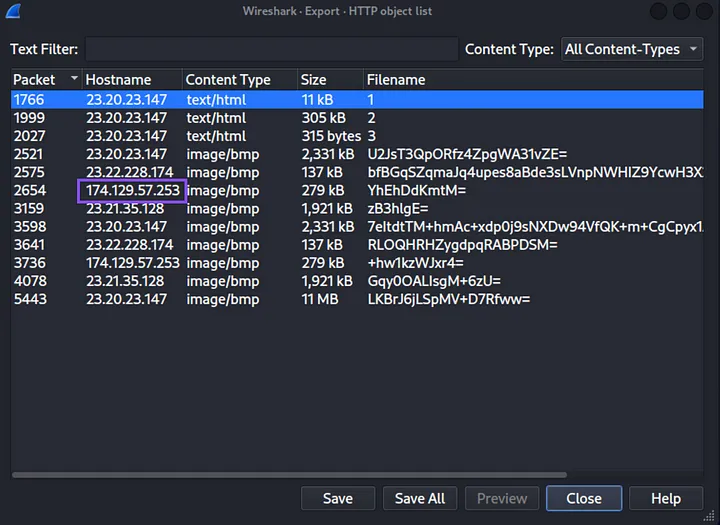 Wireshark · Export · HTTP object list
Text Filter: Content Type: All Content-Types
Packet Hostname Content Type Size Filename
1766 23.20.23.147 text/html 11 kB 1
1999 23.20.23.147 text/html 305 kB 2
2027 23.20.23.147 text/html 315 bytes 3
2521 23.20.23.147 image/bmp 2,331 kB U2JsT3QpORfz4ZpgWA31vZE=
2575 23.22.228.174 image/bmp 137 kB bfBGqSZqmaJq4upes8aBde3sLVnpNWHIZ9YcwH3X
2654 174.129.57.253 image/bmp 279 kB YhEhDdKmtM=
3159 23.21.35.128 image/bmp 1,921 kB zB3hlgE=
3598 23.20.23.147 image/bmp 2,331 kB 7eItdtTM+hmAc+xdp0j9sNXDw94VfQK+m+CgCpyx1
3641 23.22.228.174 image/bmp 137 kB RLOQHRHZygdpqRABPDSM=
3736 174.129.57.253 image/bmp 279 kB +hw1kzWJxr4=
4078 23.21.35.128 image/bmp 1,921 kB Gqy0OALIsgM+6zU=
5443 23.20.23.147 image/bmp 11 MB LKBrJ6jLSpMV+D7Rfww=
Save Save All Preview Close Help